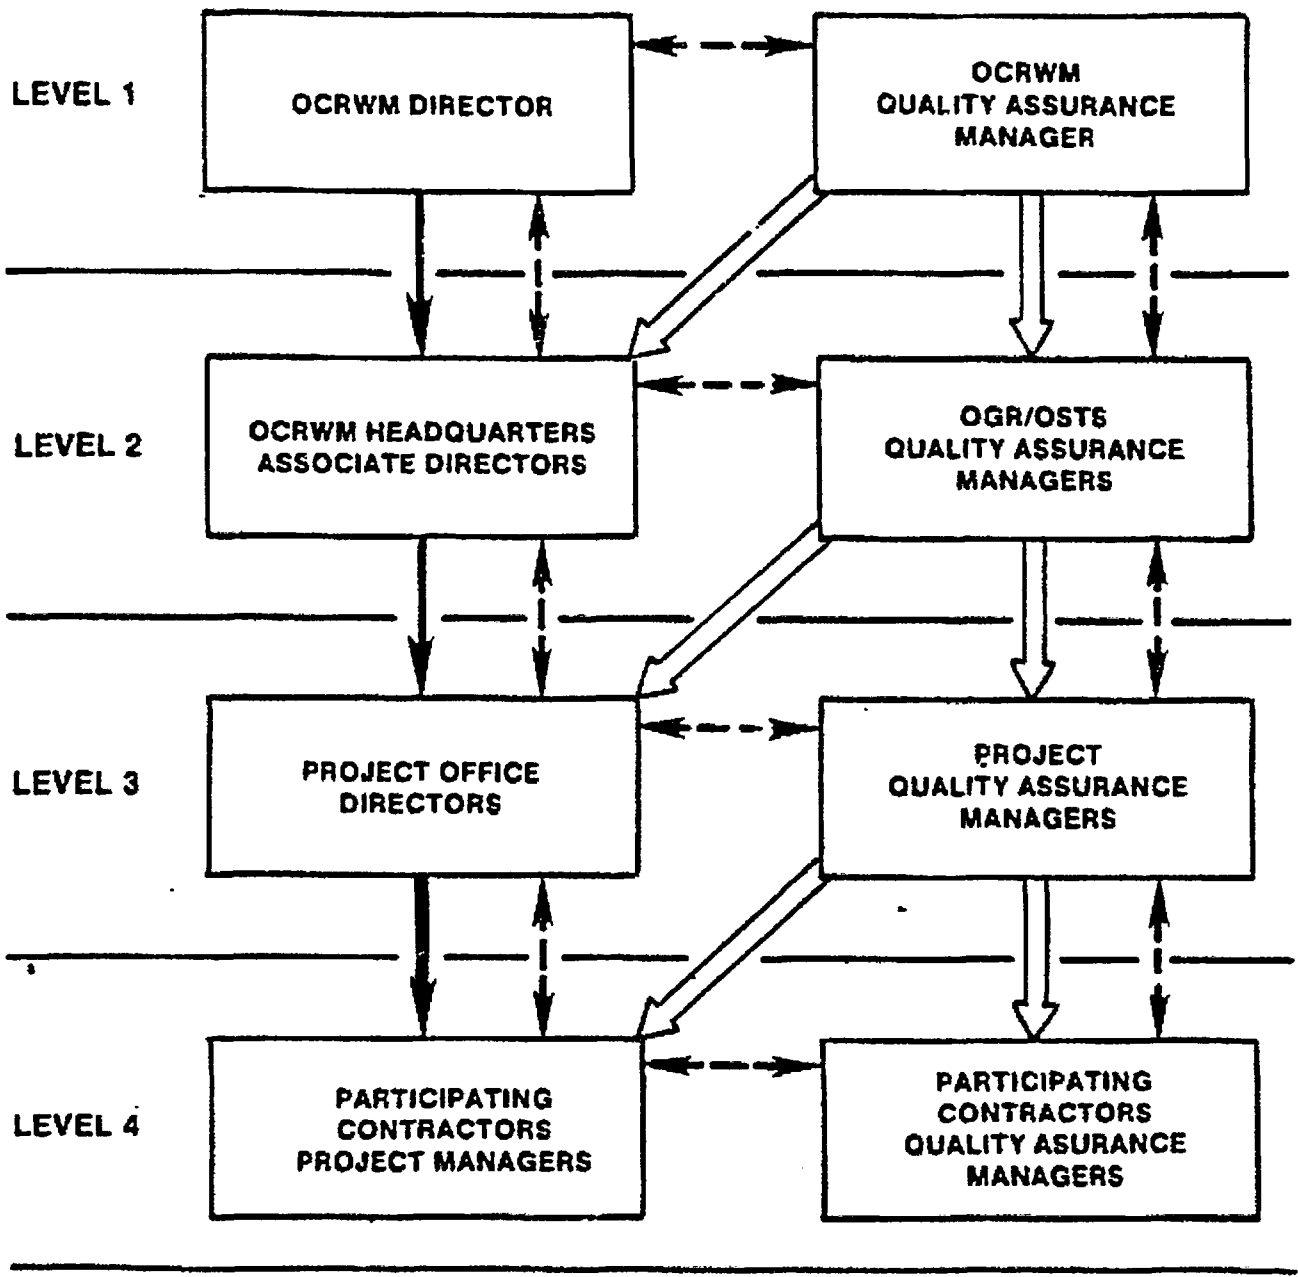 LEVEL 1
OCRWM DIRECTOR
OCRWM
QUALITY ASSURANCE
MANAGER
LEVEL 2
OCRWM HEADQUARTERS
ASSOCIATE DIRECTORS
OGR/OSTS
QUALITY ASSURANCE
MANAGERS
LEVEL 3
PROJECT OFFICE
DIRECTORS
PROJECT
QUALITY ASSURANCE
MANAGERS
LEVEL 4
PARTICIPATING
CONTRACTORS
PROJECT MANAGERS
PARTICIPATING
CONTRACTORS
QUALITY ASURANCE
MANAGERS